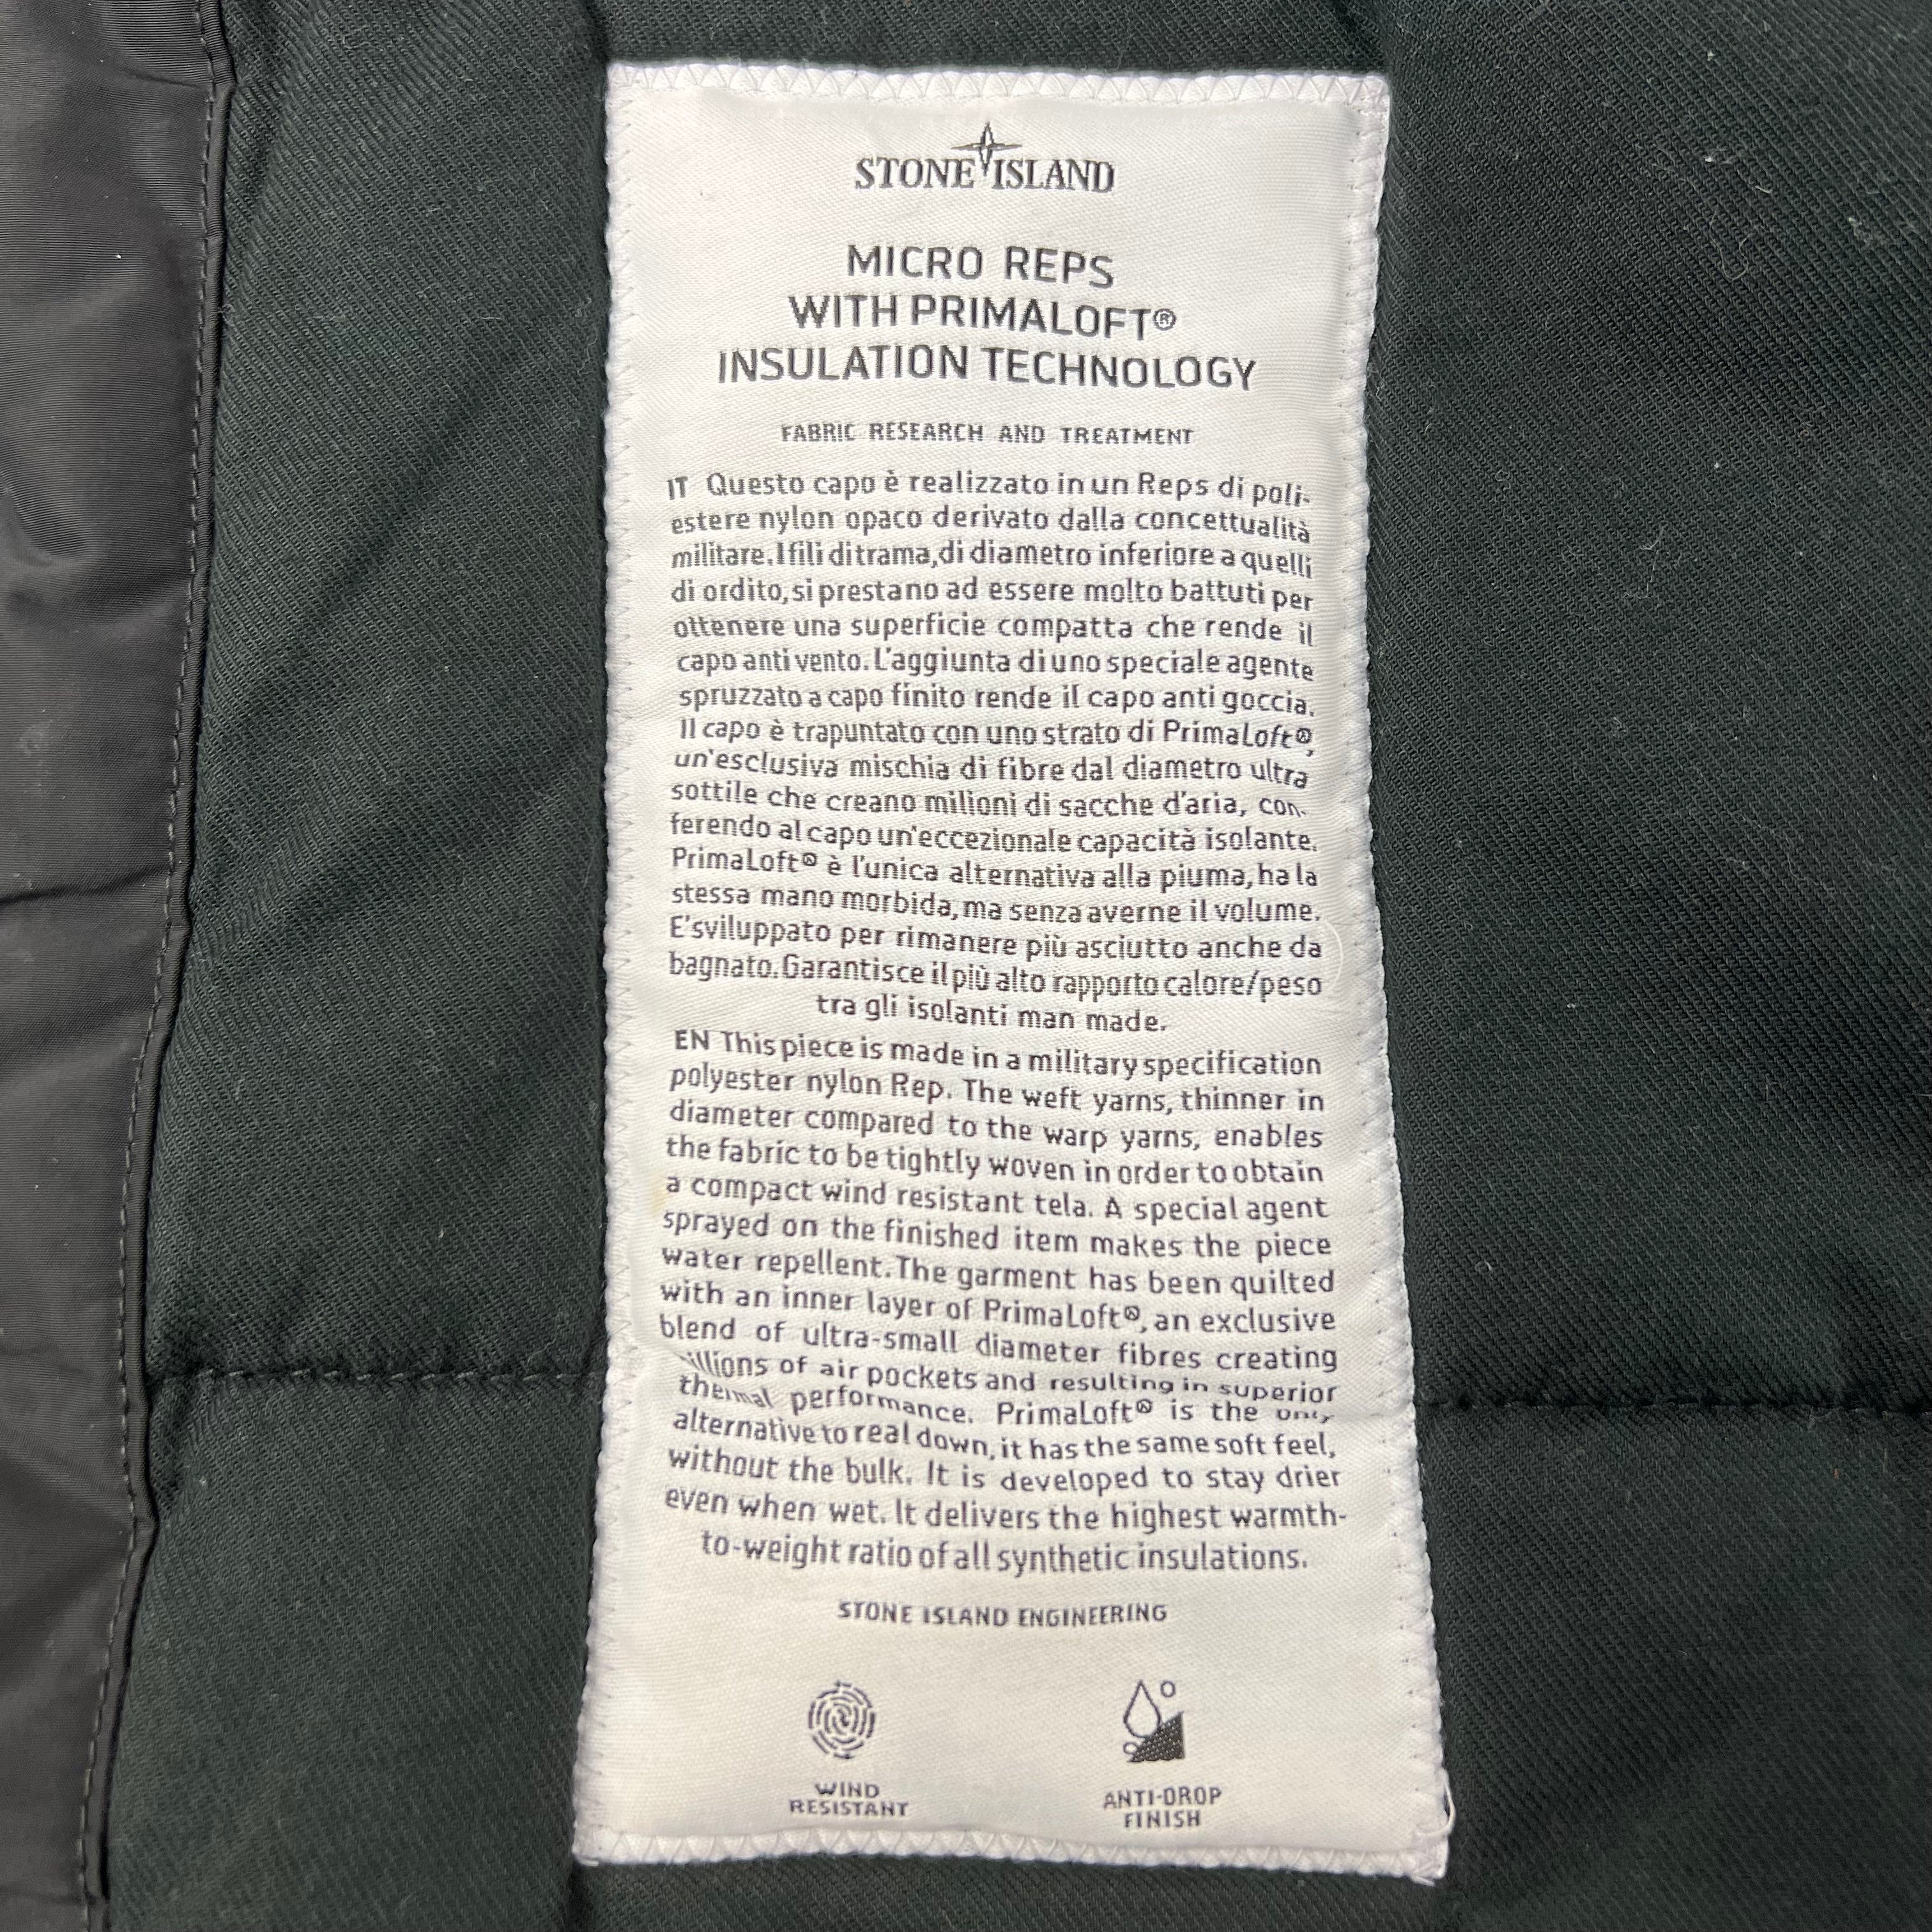 STONE ISLAND
MICRO REPS
WITH PRIMALOFT®
INSULATION TECHNOLOGY
FABRIC RESEARCH AND TREATMENT
IT Questo capo è realizzato in un Reps di poli-
estere nylon opaco derivato dalla concettualità
militare. I fili di trama, di diametro inferiore a quelli
di ordito, si prestano ad essere molto battuti per
ottenere una superficie compatta che rende il
capo anti vento. L'aggiunta di uno speciale agente
spruzzato a capo finito rende il capo anti goccia.
Il capo è trapuntato con uno strato di PrimaLoft®,
un'esclusiva mischia di fibre dal diametro ultra
sottile che creano milioni di sacche d'aria, con-
ferendo al capo un'eccezionale capacità isolante.
PrimaLoft® è l'unica alternativa alla piuma, ha la
stessa mano morbida, ma senza averne il volume.
E'sviluppato per rimanere più asciutto anche da
bagnato. Garantisce il più alto rapporto calore/peso
tra gli isolanti man made.
EN This piece is made in a military specification
polyester nylon Rep. The weft yarns, thinner in
diameter compared to the warp yarns, enables
the fabric to be tightly woven in order to obtain
a compact wind resistant tela. A special agent
sprayed on the finished item makes the piece
water repellent. The garment has been quilted
with an inner layer of PrimaLoft®, an exclusive
blend of ultra-small diameter fibres creating
of air pockets and resulting in superior
thermal performance. PrimaLoft® is the only
alternative to real down, it has the same soft feel,
without the bulk. It is developed to stay drier
even when wet. It delivers the highest warmth-
to-weight ratio of all synthetic insulations.
STONE ISLAND ENGINEERING
WIND
RESISTANT
ANTI-DROP
FINISH